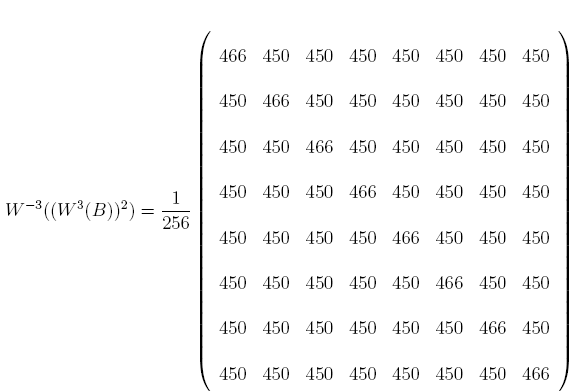 466 450 450 450 450 450 450 450
450 466 450 450 450 450 450 450
450 450 466 450 450 450 450 450
450 450 450 466 450 450 450 450
W⁻³((W³(B))²) = 1/256
450 450 450 450 466 450 450 450
450 450 450 450 450 466 450 450
450 450 450 450 450 450 466 450
450 450 450 450 450 450 450 466